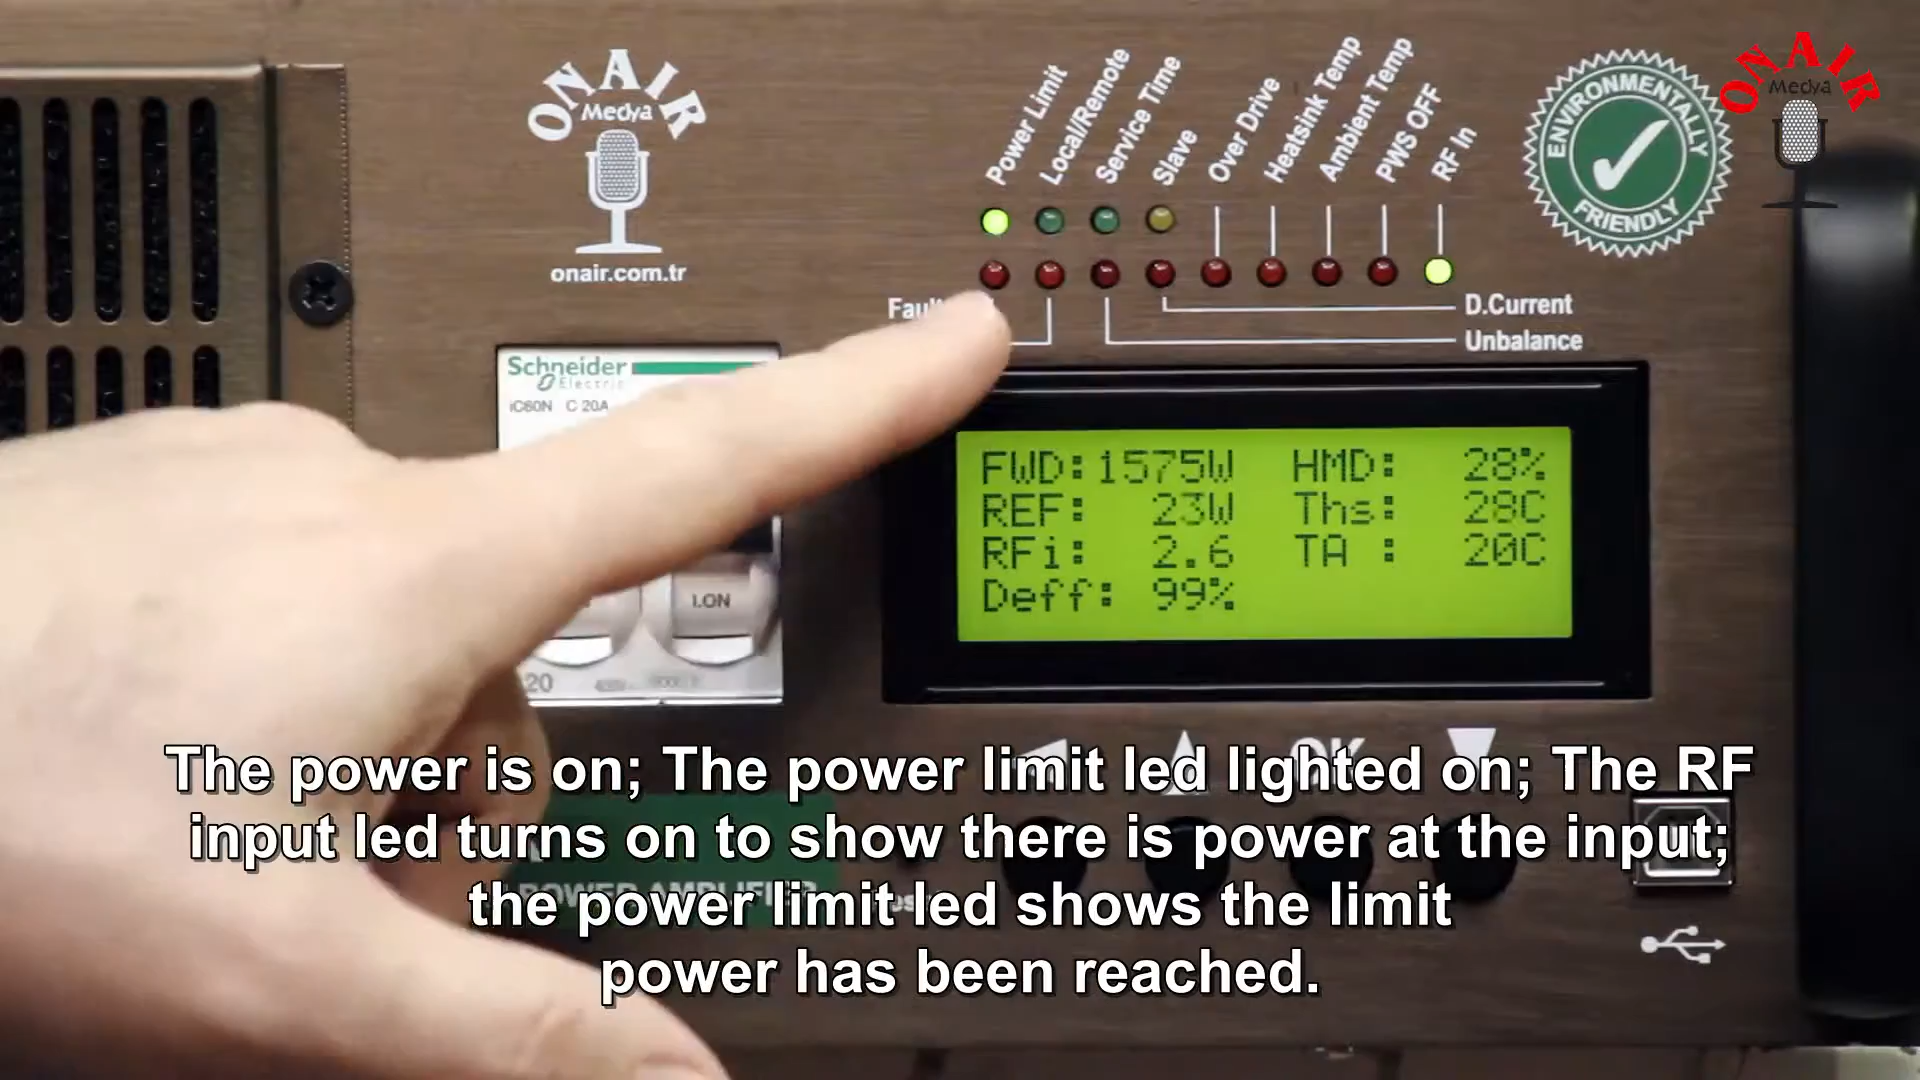 ONAIR
Medya
onair.com.tr
Power Limit
Local/Remote
Service Time
Slave
Over Drive
Heatsink Temp
Ambient Temp
PWS OFF
RF In
ENVIRONMENTALLY
FRIENDLY
ONAIR
Medya
D.Current
Unbalance
Schneider
Electric
iC60N C 20A
I.ON
FWD:1575W HMD: 28%
REF: 23W Ths: 28C
RFi: 2.6 TA : 20C
Deff: 99%
OK
POWER AMPLIFIER
The power is on; The power limit led lighted on; The RF
input led turns on to show there is power at the input;
the power limit led shows the limit
power has been reached.